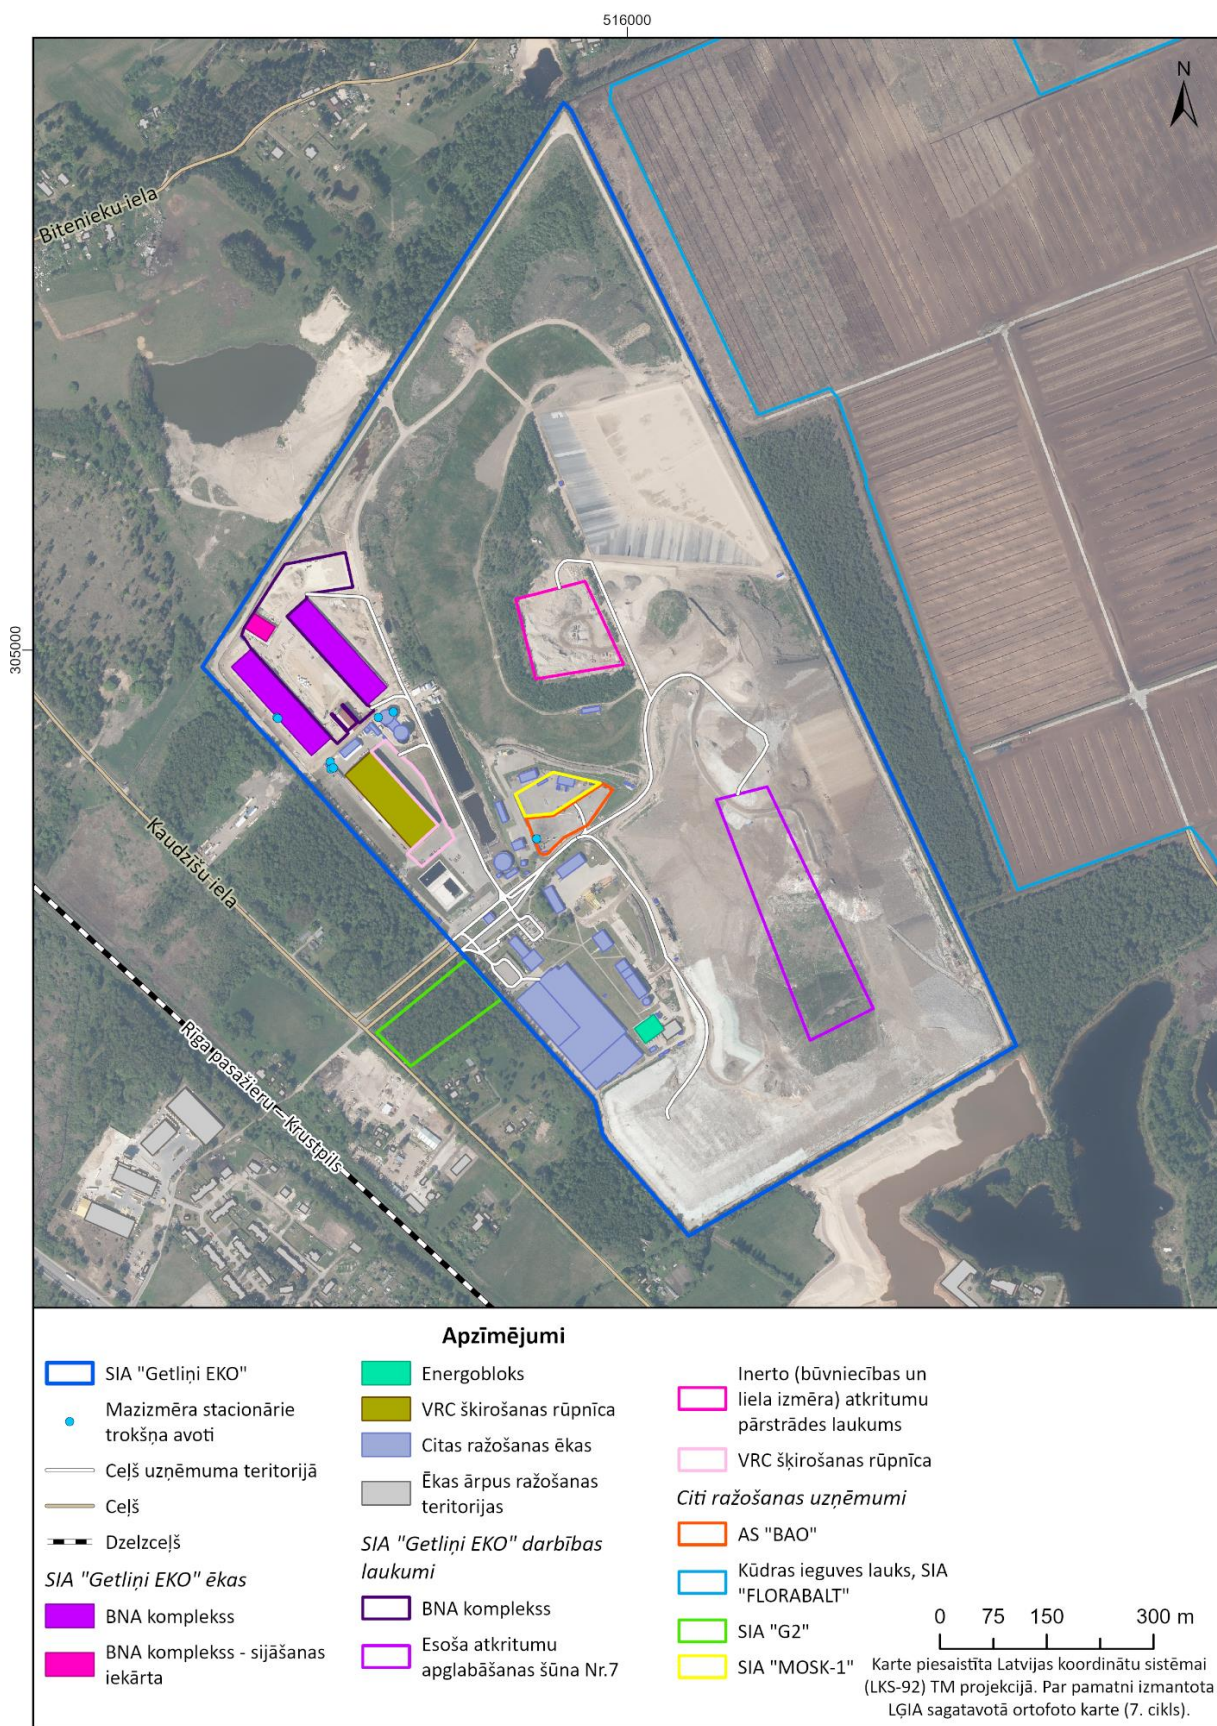 516000
N
Bitenieku iela
305000
Kaudzīšu iela
Rīga pasažieru – Krustpils
Apzīmējumi
SIA "Getliņi EKO"
Mazizmēra stacionārie
trokšņa avoti
Ceļš uzņēmuma teritorijā
Ceļš
Dzelzceļš
SIA "Getliņi EKO" ēkas
BNA komplekss
BNA komplekss - sijāšanas
iekārta
Energobloks
VRC škirošanas rūpnīca
Citas ražošanas ēkas
Ēkas ārpus ražošanas
teritorijas
SIA "Getliņi EKO" darbības
laukumi
BNA komplekss
Esoša atkritumu
apglabāšanas šūna Nr.7
Inerto (būvniecības un
liela izmēra) atkritumu
pārstrādes laukums
VRC šķirošanas rūpnīca
Citi ražošanas uzņēmumi
AS "BAO"
Kūdras ieguves lauks, SIA
"FLORABALT"
SIA "G2"
SIA "MOSK-1"
0 75 150 300 m
Karte piesaistīta Latvijas koordinātu sistēmai
(LKS-92) TM projekcijā. Par pamatni izmantota
LĢIA sagatavotā ortofoto karte (7. cikls).